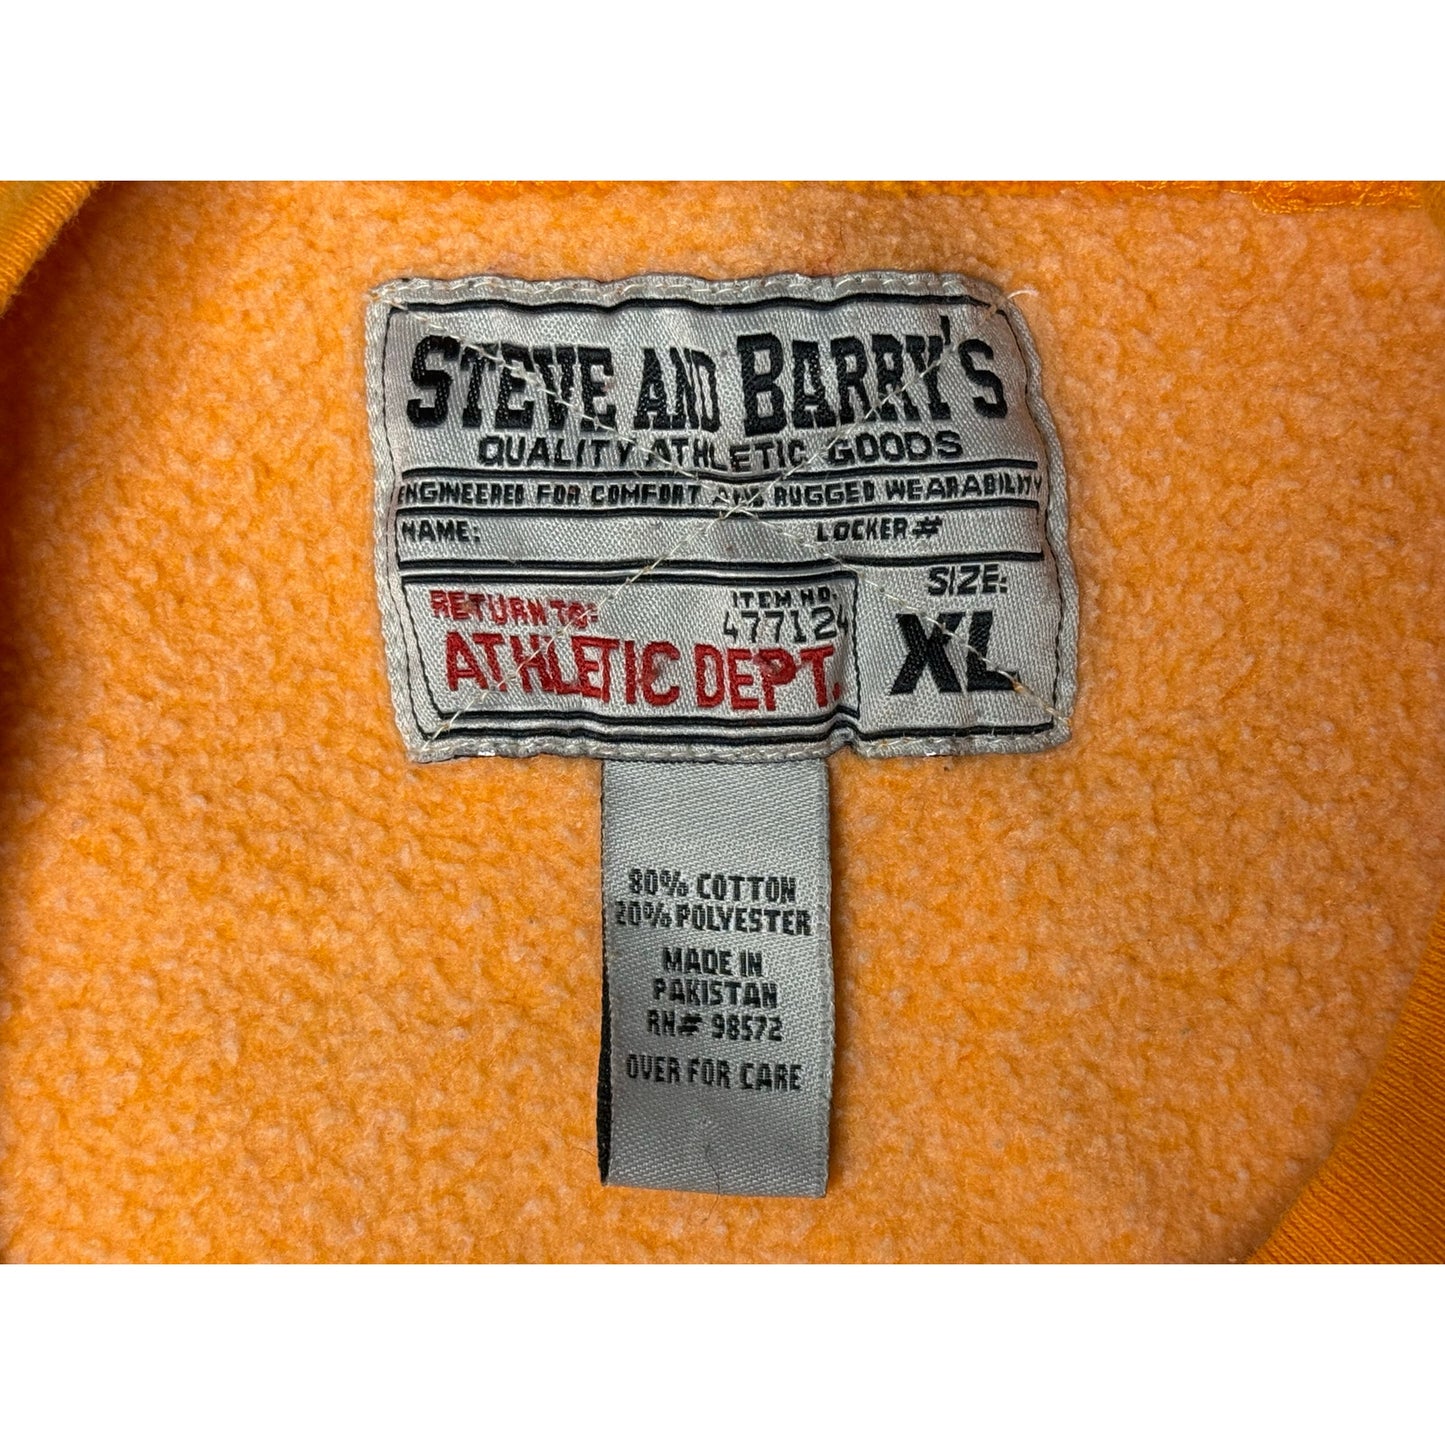 STEVE AND BARRY'S
QUALITY ATHLETIC GOODS
ENGINEERED FOR COMFORT AND RUGGED WEARABILITY
NAME: LOCKER#
RETURN TO: ITEM NO. SIZE:
477124
ATHLETIC DEPT. XL
80% COTTON
20% POLYESTER
MADE IN
PAKISTAN
RN# 98572
OVER FOR CARE